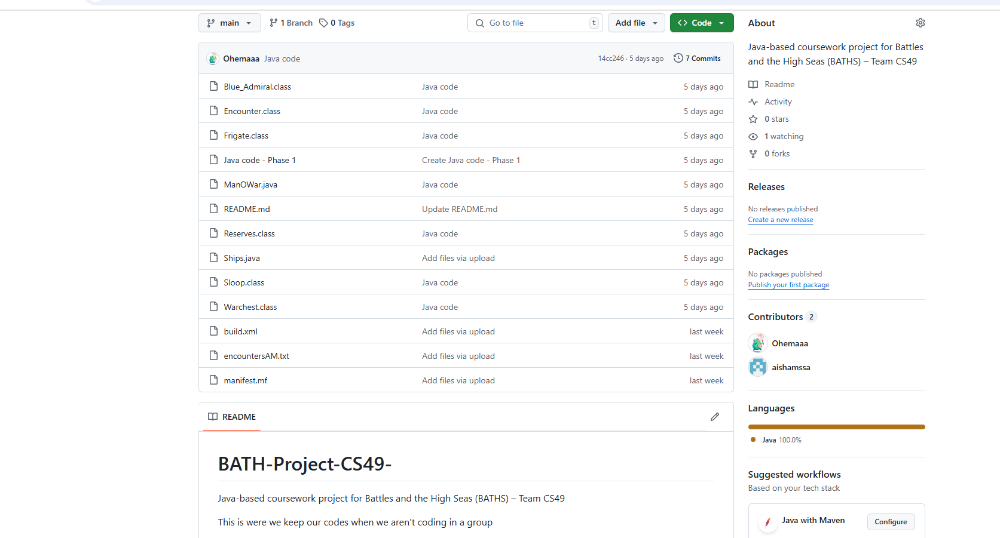 main 1 Branch 0 Tags Go to file t Add file Code
Ohemaaa Java code 14cc246 · 5 days ago 7 Commits
Blue_Admiral.class Java code 5 days ago
Encounter.class Java code 5 days ago
Frigate.class Java code 5 days ago
Java code - Phase 1 Create Java code - Phase 1 5 days ago
ManOWar.java Java code 5 days ago
README.md Update README.md 5 days ago
Reserves.class Java code 5 days ago
Ships.java Add files via upload 5 days ago
Sloop.class Java code 5 days ago
Warchest.class Java code 5 days ago
build.xml Add files via upload last week
encountersAM.txt Add files via upload last week
manifest.mf Add files via upload last week
README
BATH-Project-CS49-
Java-based coursework project for Battles and the High Seas (BATHS) – Team CS49
This is were we keep our codes when we aren't coding in a group
About
Java-based coursework project for Battles
and the High Seas (BATHS) – Team CS49
Readme
Activity
0 stars
1 watching
0 forks
Releases
No releases published
Create a new release
Packages
No packages published
Publish your first package
Contributors 2
Ohemaaa
aishamssa
Languages
Java 100.0%
Suggested workflows
Based on your tech stack
Java with Maven Configure